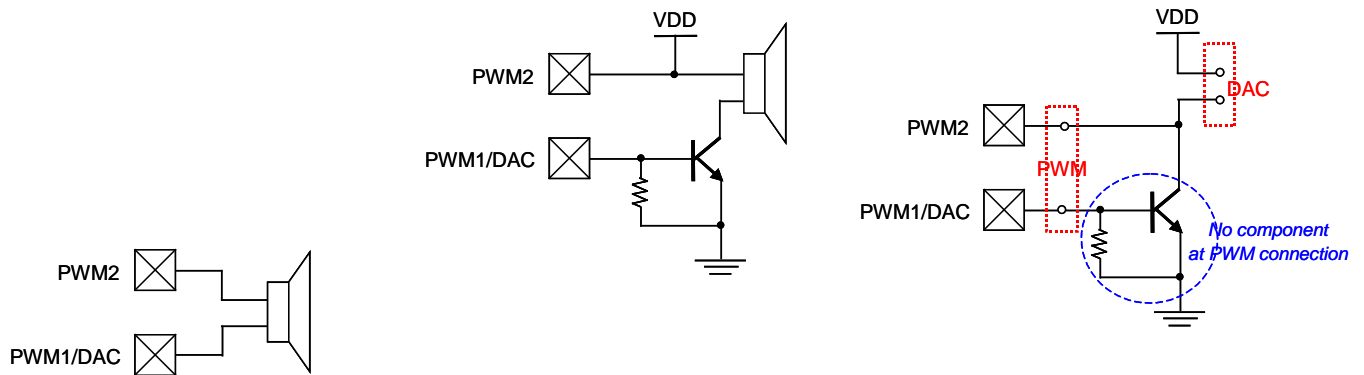 PWM2
PWM1/DAC
VDD
PWM2
PWM1/DAC
VDD
DAC
PWM2
PWM
PWM1/DAC
No component
at PWM connection